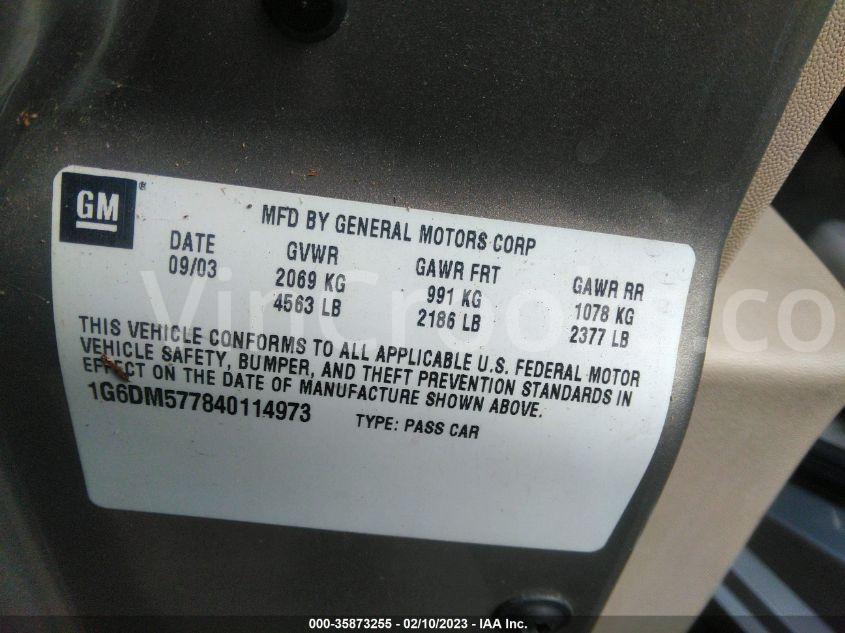 GM ®
MFD BY GENERAL MOTORS CORP
DATE GVWR GAWR FRT GAWR RR
09/03 2069 KG 991 KG 1078 KG
4563 LB 2186 LB 2377 LB
THIS VEHICLE CONFORMS TO ALL APPLICABLE U.S. FEDERAL MOTOR
VEHICLE SAFETY, BUMPER, AND THEFT PREVENTION STANDARDS IN
EFFECT ON THE DATE OF MANUFACTURE SHOWN ABOVE.
1G6DM577840114973 TYPE: PASS CAR
000-35873255 - 02/10/2023 - IAA Inc.